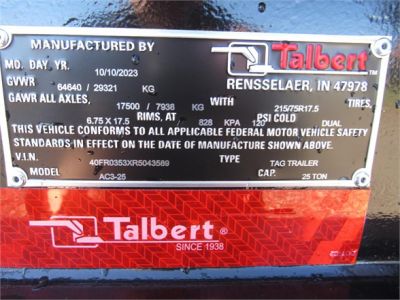 MANUFACTURED BY Talbert TM
MO. DAY. YR. 10/10/2023 RENSSELAER, IN 47978
GVWR 64640 / 29321 KG
GAWR ALL AXLES, 17500 / 7938 KG WITH 215/75R17.5 TIRES,
6.75 X 17.5 RIMS, AT 828 KPA 120 PSI COLD DUAL
THIS VEHICLE CONFORMS TO ALL APPLICABLE FEDERAL MOTOR VEHICLE SAFETY
STANDARDS IN EFFECT ON THE DATE OF MANUFACTURE SHOWN ABOVE.
V.I.N. 40FR0353XR5043589 TYPE TAG TRAILER
MODEL AC3-25 CAP. 25 TON
Talbert ®
SINCE 1938